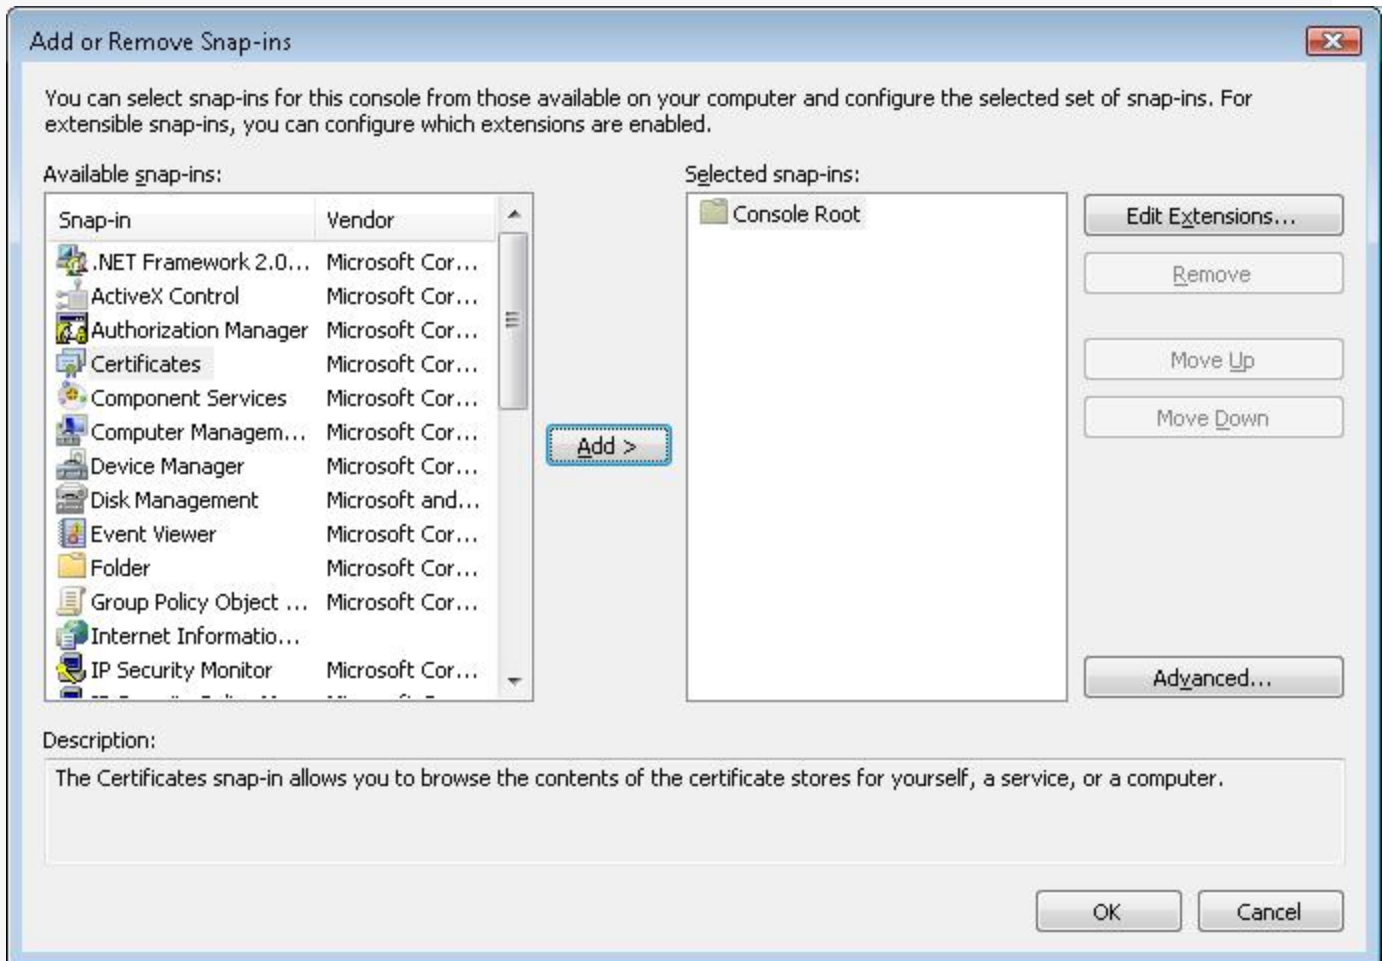 Add or Remove Snap-ins
You can select snap-ins for this console from those available on your computer and configure the selected set of snap-ins. For
extensible snap-ins, you can configure which extensions are enabled.
Available snap-ins:
Snap-in Vendor
.NET Framework 2.0... Microsoft Cor...
ActiveX Control Microsoft Cor...
Authorization Manager Microsoft Cor...
Certificates Microsoft Cor...
Component Services Microsoft Cor...
Computer Managem... Microsoft Cor...
Device Manager Microsoft Cor...
Disk Management Microsoft and...
Event Viewer Microsoft Cor...
Folder Microsoft Cor...
Group Policy Object ... Microsoft Cor...
Internet Informatio...
IP Security Monitor Microsoft Cor...
Add >
Selected snap-ins:
Console Root
Edit Extensions...
Remove
Move Up
Move Down
Advanced...
Description:
The Certificates snap-in allows you to browse the contents of the certificate stores for yourself, a service, or a computer.
OK Cancel